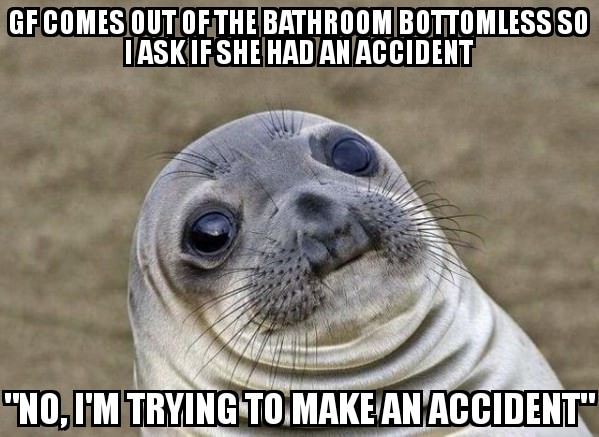 GF COMES OUT OF THE BATHROOM BOTTOMLESS SO
I ASK IF SHE HAD AN ACCIDENT
"NO, I'M TRYING TO MAKE AN ACCIDENT"